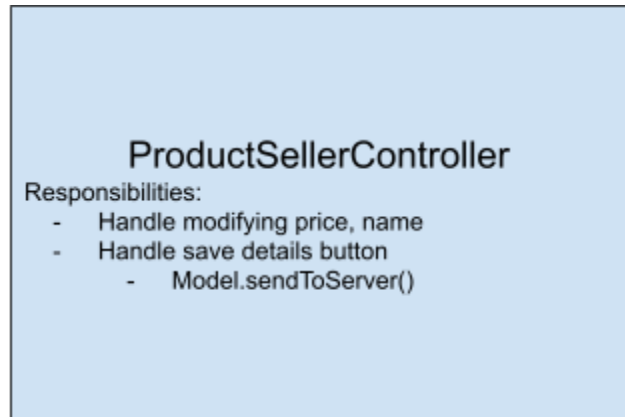 ProductSellerController
Responsibilities:
- Handle modifying price, name
- Handle save details button
- Model.sendToServer()